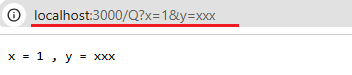 localhost:3000/Q?x=1&y=xxx
x = 1 , y = xxx